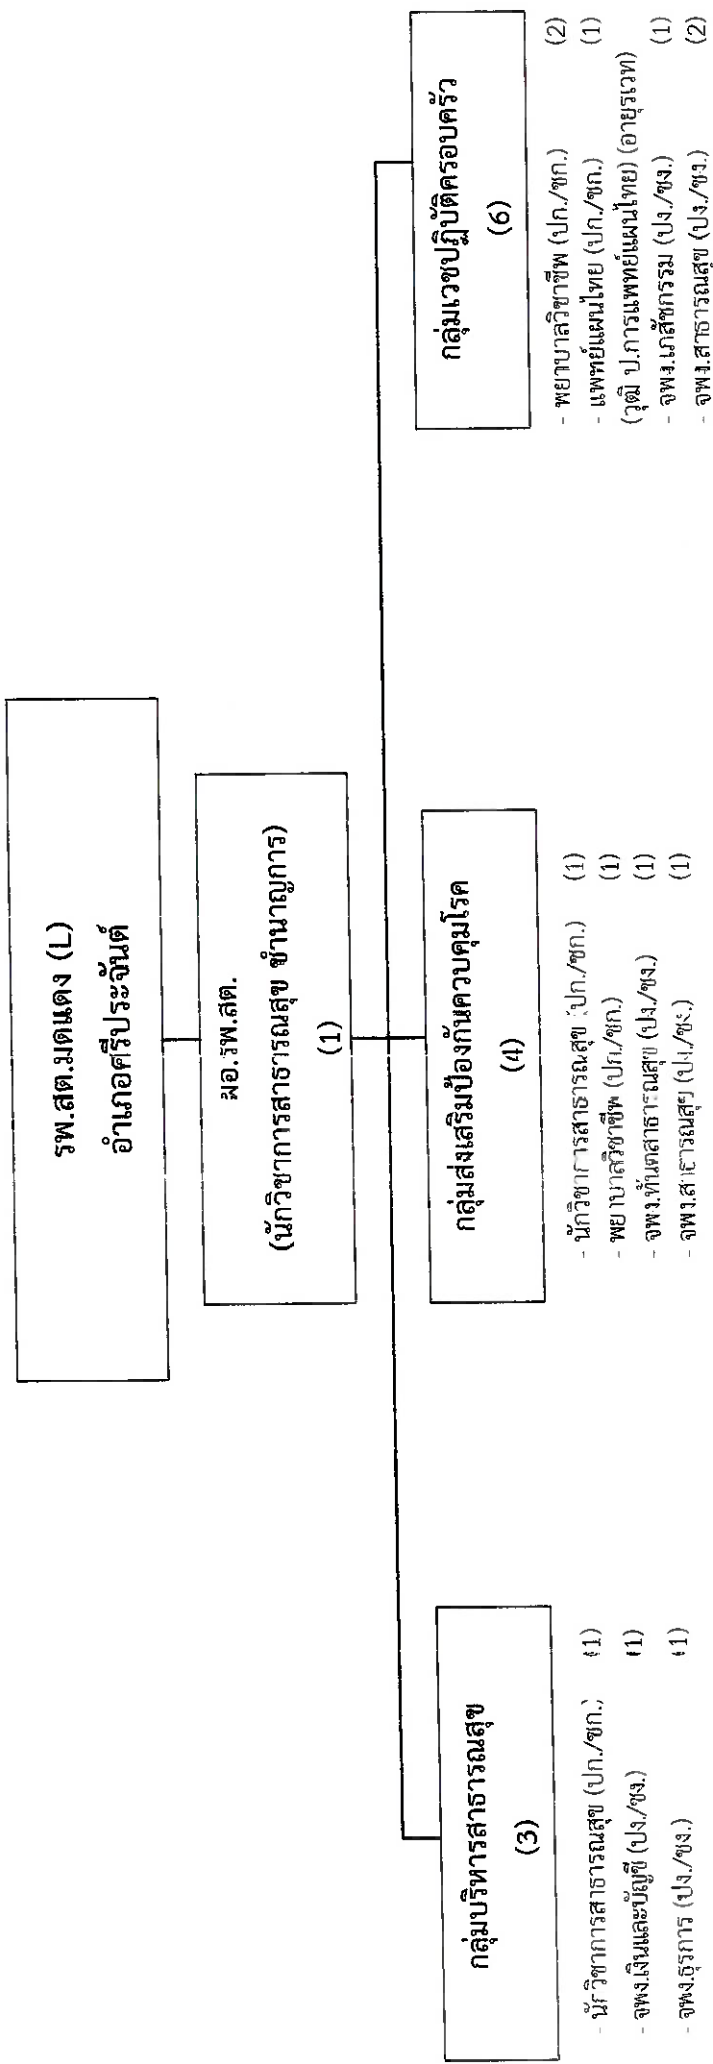 รพ.สต.มดแดง (L)
อำเภอศรีประจันต์
ผอ.รพ.สต.
(นักวิชาการสาธารณสุข ชำนาญการ)
(1)
กลุ่มบริหารสาธารณสุข
(3)
- นักวิชาการสาธารณสุข (ปก./ชก.) (1)
- จพง.เงินและบัญชี (ปง./ชง.) (1)
- จพง.ธุรการ (ปง./ชง.) (1)
กลุ่มส่งเสริมป้องกันควบคุมโรค
(4)
- นักวิชาการสาธารณสุข (ปก./ชก.) (1)
- พยาบาลวิชาชีพ (ปก./ชก.) (1)
- จพง.ทันตสาธารณสุข (ปง./ชง.) (1)
- จพง.สาธารณสุข (ปง./ชง.) (1)
กลุ่มเวชปฏิบัติครอบครัว
(6)
- พยาบาลวิชาชีพ (ปก./ชก.) (2)
- แพทย์แผนไทย (ปก./ชก.) (1)
(วุฒิ ป.การแพทย์แผนไทย) (อายุรเวท)
- จพง.เภสัชกรรม (ปง./ชง.) (1)
- จพง.สาธารณสุข (ปง./ชง.) (2)